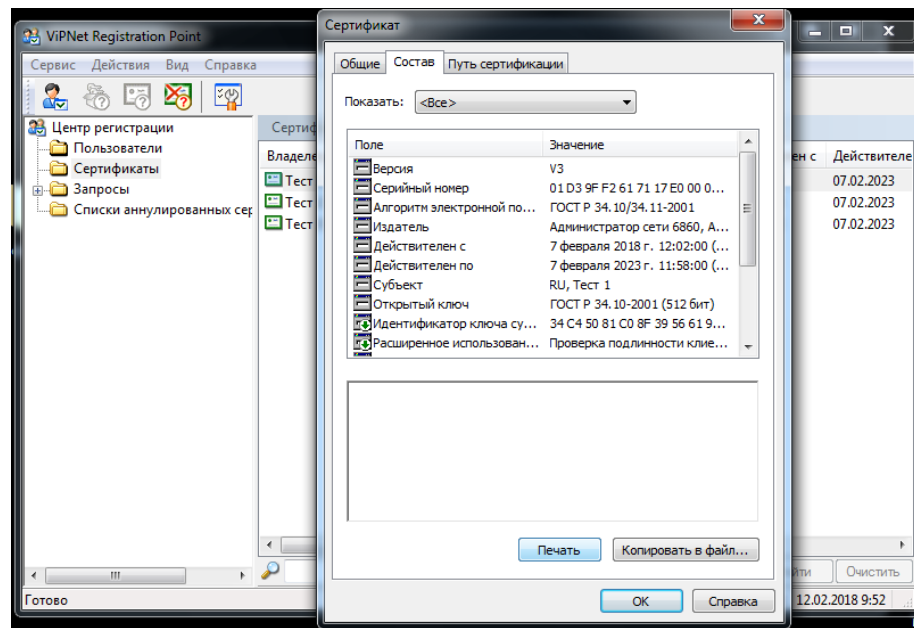 ViPNet Registration Point
Сервис Действия Вид Справка
Центр регистрации
Пользователи
Сертификаты
Запросы
Списки аннулированных
Владеле
Тест
Тест
Тест
Сертификат
Общие Состав Путь сертификации
Показать: <Все>
Поле Значение
Версия V3
Серийный номер 01 D3 9F F2 61 71 17 E0 00 0...
Алгоритм электронной по... ГОСТ Р 34.10/34.11-2001
Издатель Администратор сети 6860, А...
Действителен с 7 февраля 2018 г. 12:02:00 (...
Действителен по 7 февраля 2023 г. 11:58:00 (...
Субъект RU, Тест 1
Открытый ключ ГОСТ Р 34.10-2001 (512 бит)
Идентификатор ключа су... 34 C4 50 81 C0 8F 39 56 61 9...
Расширенное использован... Проверка подлинности клие...
Печать Копировать в файл...
ОК Справка
ен с Действителе
07.02.2023
07.02.2023
07.02.2023
Очистить
Готово
12.02.2018 9:52